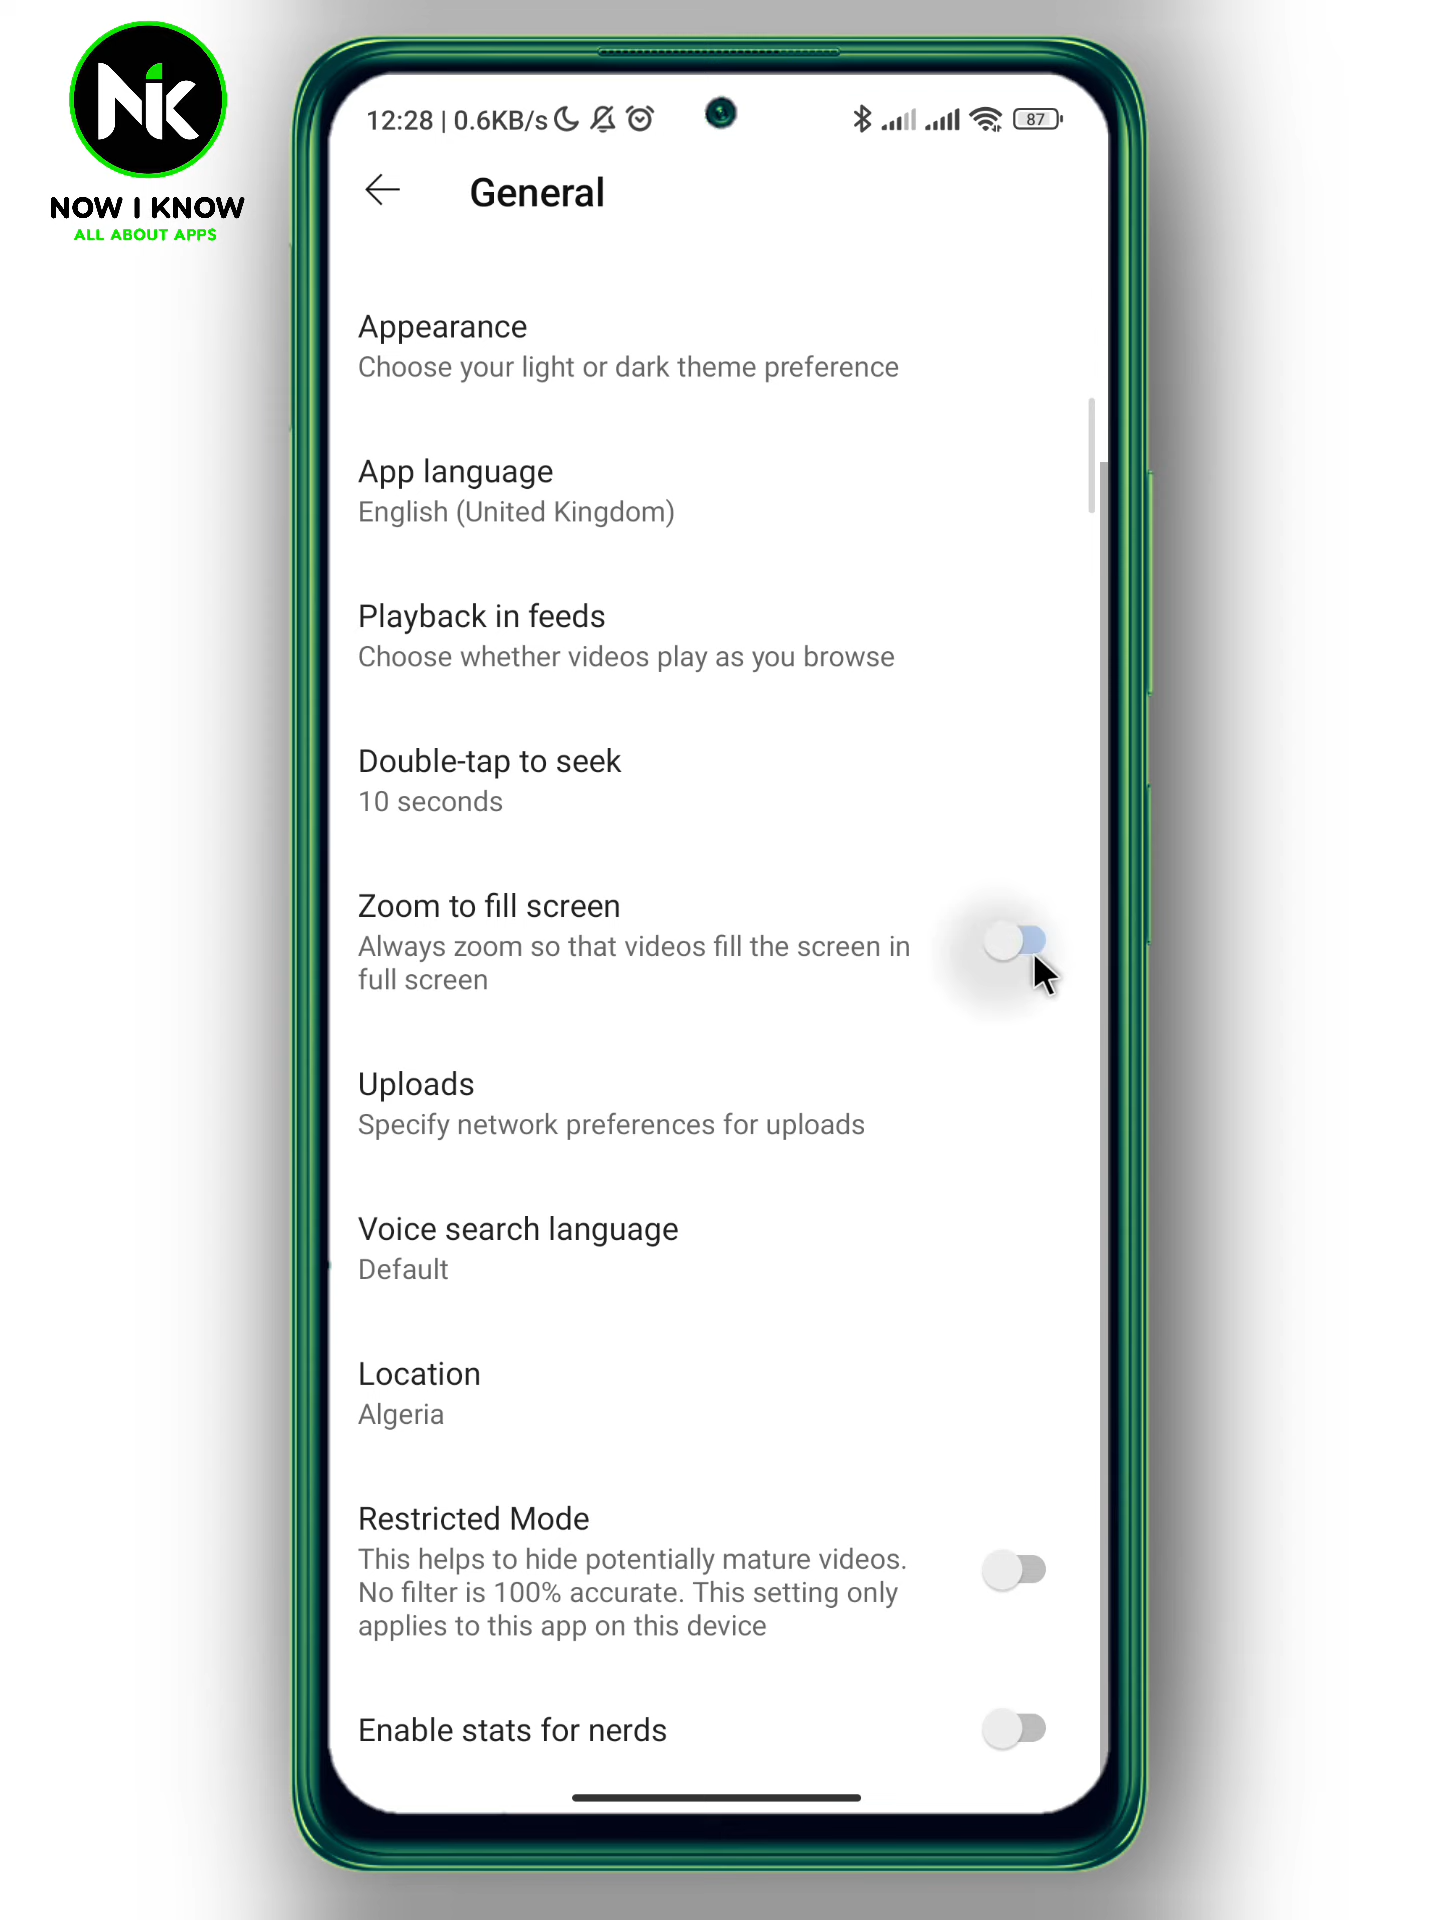 NiK
NOW I KNOW
ALL ABOUT APPS
12:28 | 0.6KB/s
87
General
Appearance
Choose your light or dark theme preference
App language
English (United Kingdom)
Playback in feeds
Choose whether videos play as you browse
Double-tap to seek
10 seconds
Zoom to fill screen
Always zoom so that videos fill the screen in
full screen
Uploads
Specify network preferences for uploads
Voice search language
Default
Location
Algeria
Restricted Mode
This helps to hide potentially mature videos.
No filter is 100% accurate. This setting only
applies to this app on this device
Enable stats for nerds